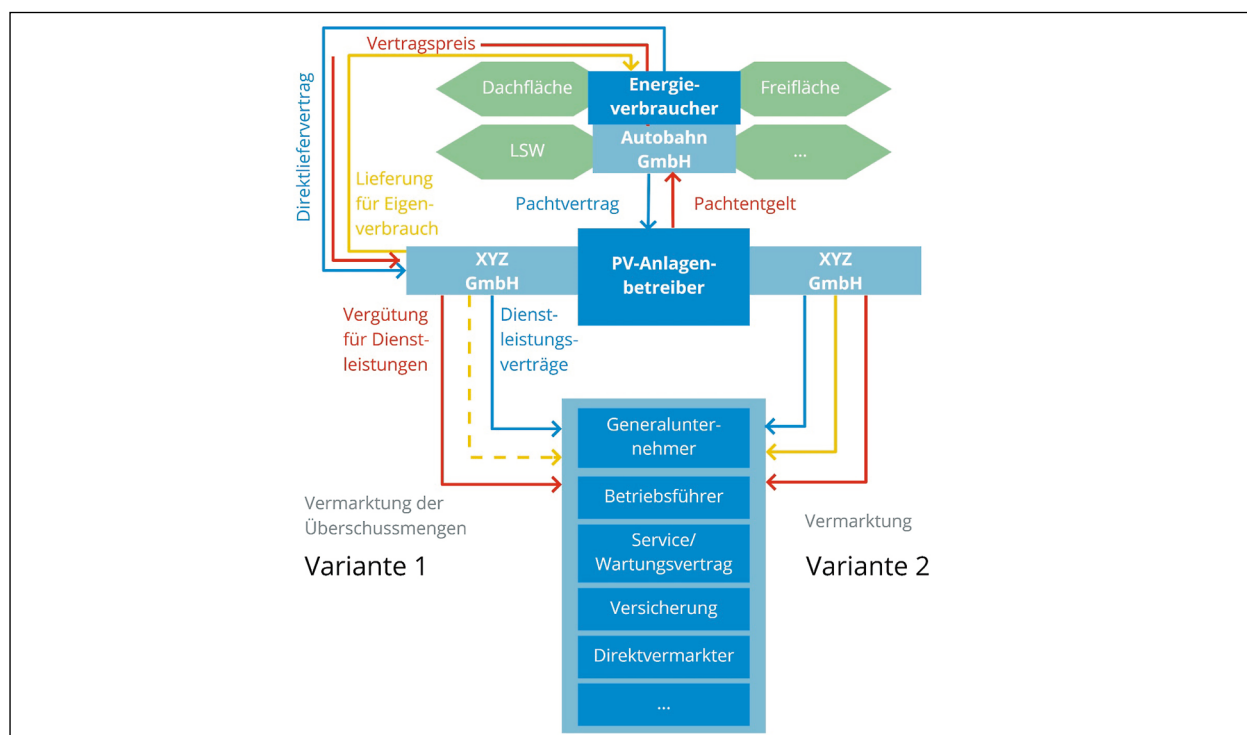 Vertragspreis
Direktliefervertrag
Dachfläche
Energie-
verbraucher
Freifläche
LSW
Autobahn
GmbH
...
Lieferung
für Eigen-
verbrauch
Pachtvertrag
Pachtentgelt
XYZ
GmbH
PV-Anlagen-
betreiber
XYZ
GmbH
Vergütung
für Dienst-
leistungen
Dienst-
leistungs-
verträge
Generalunter-
nehmer
Betriebsführer
Service/
Wartungsvertrag
Versicherung
Direktvermarkter
...
Vermarktung der
Überschussmengen
Variante 1
Vermarktung
Variante 2